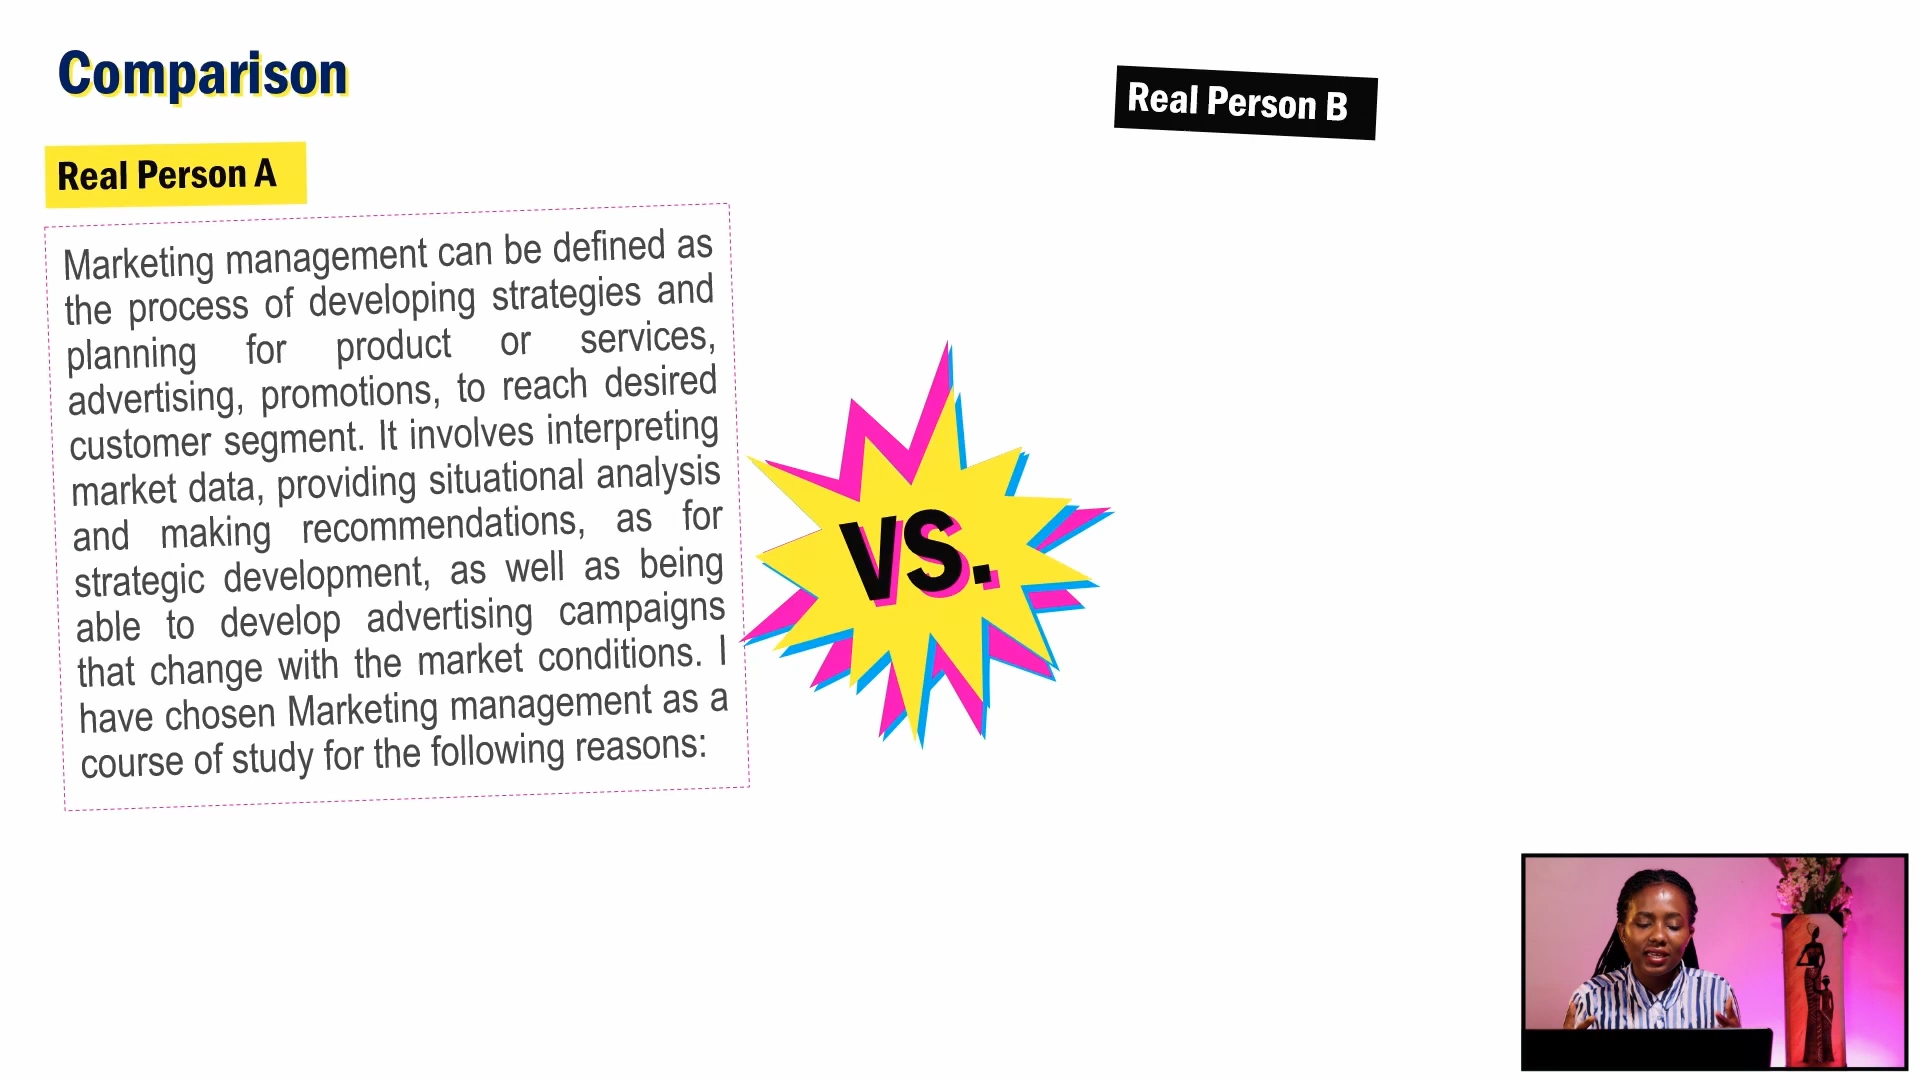 Comparison
Real Person A
Marketing management can be defined as
the process of developing strategies and
planning for product or services,
advertising, promotions, to reach desired
customer segment. It involves interpreting
market data, providing situational analysis
and making recommendations, as for
strategic development, as well as being
able to develop advertising campaigns
that change with the market conditions. I
have chosen Marketing management as a
course of study for the following reasons:
VS.
Real Person B